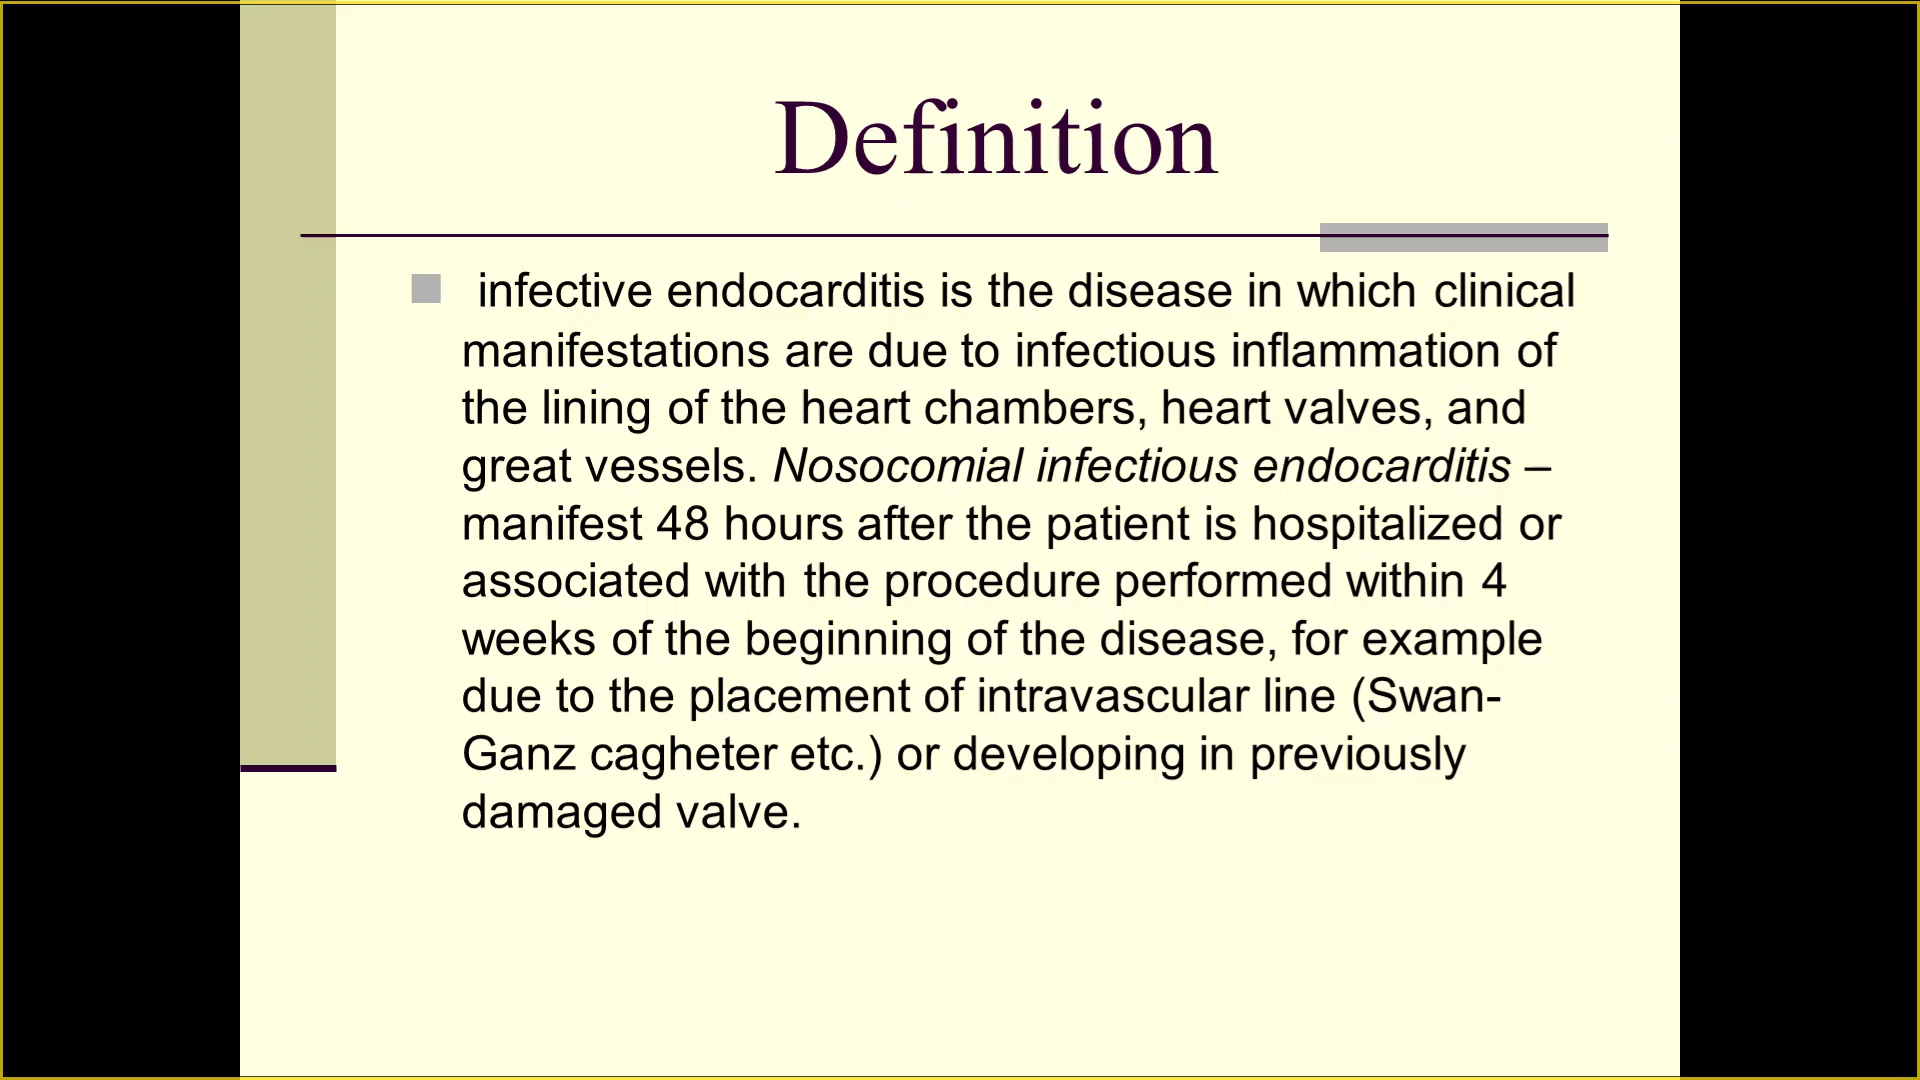 Definition
infective endocarditis is the disease in which clinical
manifestations are due to infectious inflammation of
the lining of the heart chambers, heart valves, and
great vessels. Nosocomial infectious endocarditis –
manifest 48 hours after the patient is hospitalized or
associated with the procedure performed within 4
weeks of the beginning of the disease, for example
due to the placement of intravascular line (Swan-
Ganz cagheter etc.) or developing in previously
damaged valve.